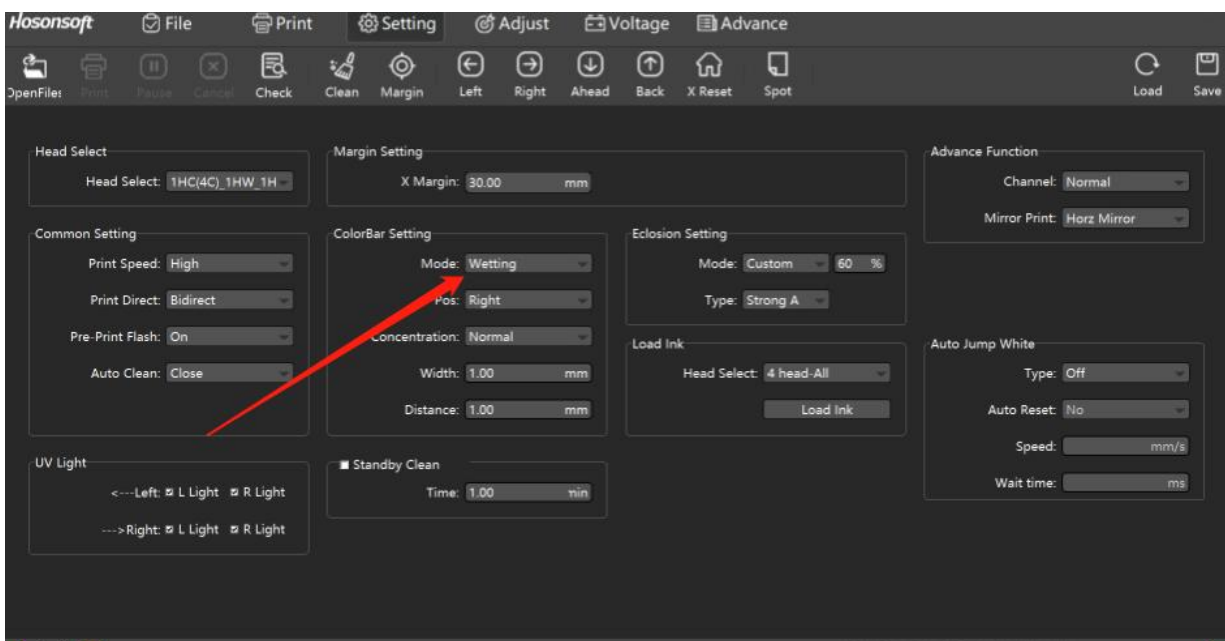 Hosonsoft File Print Setting Adjust Voltage Advance
OpenFiles Print Pause Cancel Check Clean Margin Left Right Ahead Back X Reset Spot Load Save
Head Select
Head Select: 1HC(4C)_1HW_1H
Margin Setting
X Margin: 30.00 mm
Advance Function
Channel: Normal
Mirror Print: Horz Mirror
Common Setting
Print Speed: High
Print Direct: Bidirect
Pre-Print Flash: On
Auto Clean: Close
ColorBar Setting
Mode: Wetting
Pos: Right
Concentration: Normal
Width: 1.00 mm
Distance: 1.00 mm
Eclosion Setting
Mode: Custom 60 %
Type: Strong A
Load Ink
Head Select: 4 head-All
Load Ink
Auto Jump White
Type: Off
Auto Reset: No
Speed: mm/s
Wait time: ms
UV Light
<---Left: L Light R Light
--->Right: L Light R Light
Standby Clean
Time: 1.00 min